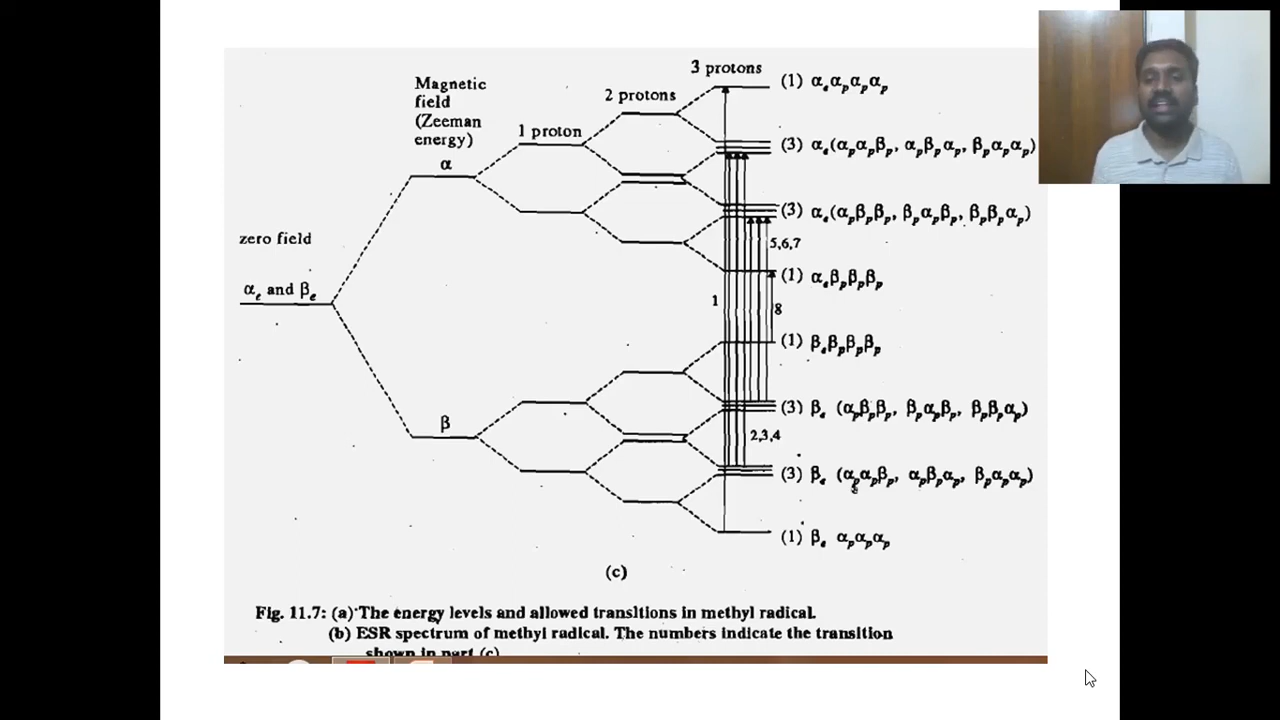 3 protons
(1) αₑαₚαₚαₚ
Magnetic
field
(Zeeman
energy)
2 protons
1 proton
(3) αₑ(αₚαₚβₚ, αₚβₚαₚ, βₚαₚαₚ)
α
(3) αₑ(αₚβₚβₚ, βₚαₚβₚ, βₚβₚαₚ)
zero field
5,6,7
(1) αₑβₚβₚβₚ
αₑ and βₑ
1
8
(1) βₑβₚβₚβₚ
(3) βₑ (αₚβₚβₚ, βₚαₚβₚ, βₚβₚαₚ)
β
2,3,4
(3) βₑ (αₚαₚβₚ, αₚβₚαₚ, βₚαₚαₚ)
(1) βₑ αₚαₚαₚ
(c)
Fig. 11.7: (a) The energy levels and allowed transitions in methyl radical.
(b) ESR spectrum of methyl radical. The numbers indicate the transition
shown in part (c)